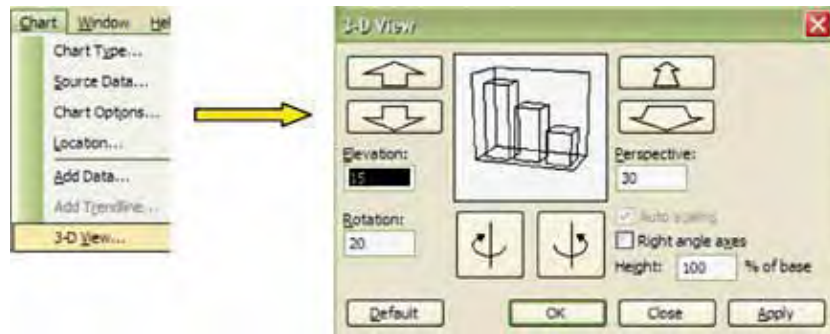 Chart Window Hel
Chart Type...
Source Data...
Chart Options...
Location...
Add Data...
Add Trendline...
3-D View...
3-D View
Elevation:
15
Perspective:
30
Rotation:
20
Auto scaling
Right angle axes
Height: 100 % of base
Default OK Close Apply